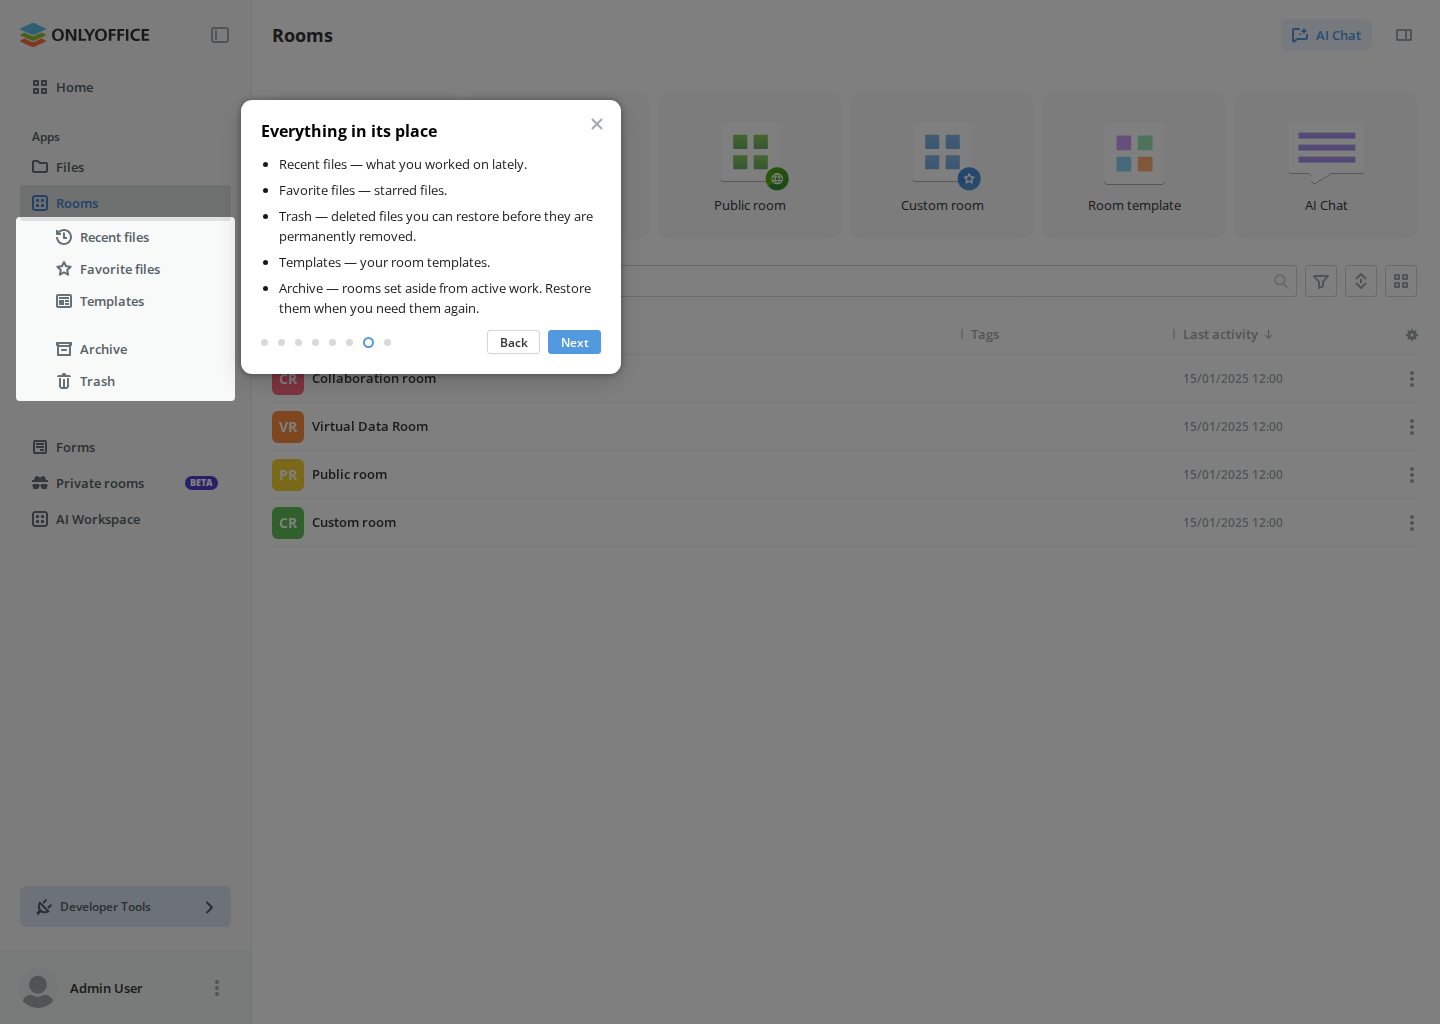 ONLYOFFICE
Home
Apps
Files
Rooms
Recent files
Favorite files
Templates
Archive
Trash
Forms
Private rooms BETA
AI Workspace
Developer Tools
Admin User
Rooms
AI Chat
Everything in its place
Recent files — what you worked on lately.
Favorite files — starred files.
Trash — deleted files you can restore before they are
permanently removed.
Templates — your room templates.
Archive — rooms set aside from active work. Restore
them when you need them again.
Back Next
Public room
Custom room
Room template
AI Chat
Tags Last activity
CR Collaboration room 15/01/2025 12:00
VR Virtual Data Room 15/01/2025 12:00
PR Public room 15/01/2025 12:00
CR Custom room 15/01/2025 12:00